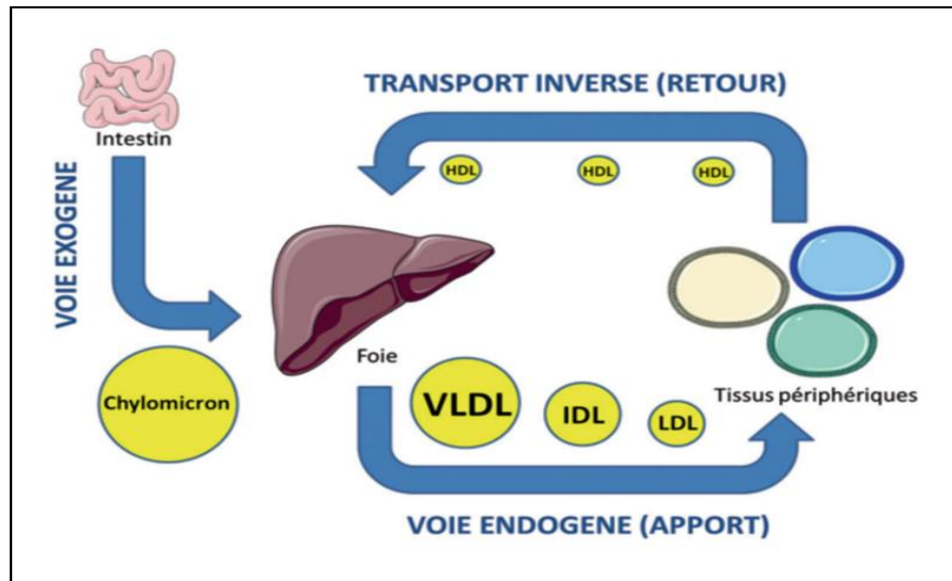 TRANSPORT INVERSE (RETOUR)
Intestin
HDL
HDL
HDL
VOIE EXOGENE
Foie
Chylomicron
VLDL
IDL
LDL
Tissus périphériques
VOIE ENDOGENE (APPORT)